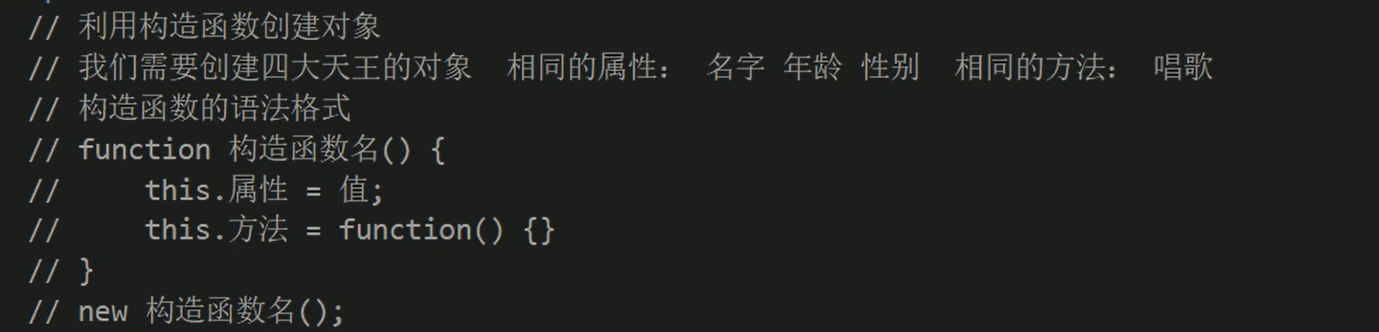 // 利用构造函数创建对象
// 我们需要创建四大天王的对象  相同的属性： 名字 年龄 性别  相同的方法： 唱歌
// 构造函数的语法格式
// function 构造函数名() {
//     this.属性 = 值;
//     this.方法 = function() {}
// }
// new 构造函数名();